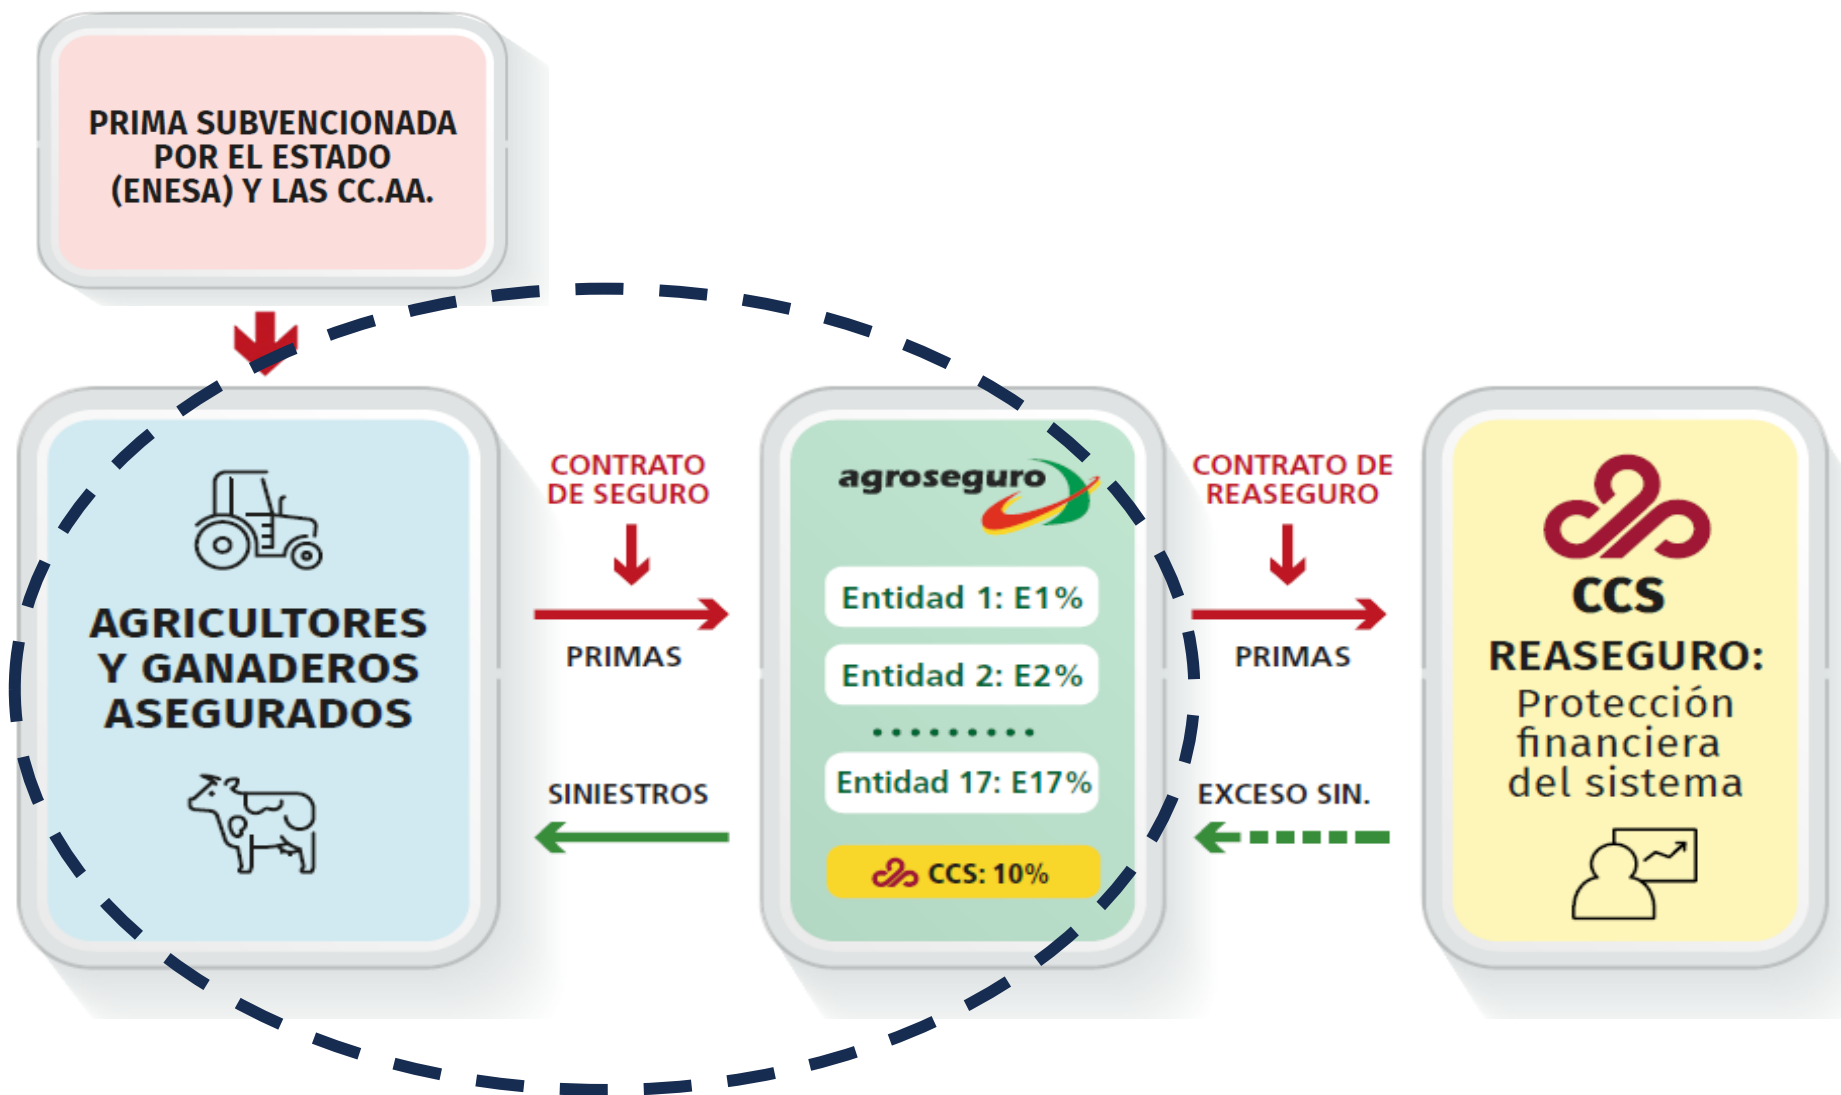 PRIMA SUBVENCIONADA
POR EL ESTADO
(ENESA) Y LAS CC.AA.
AGRICULTORES
Y GANADEROS
ASEGURADOS
CONTRATO
DE SEGURO
PRIMAS
SINIESTROS
agroseguro
Entidad 1: E1%
Entidad 2: E2%
.........
Entidad 17: E17%
CCS: 10%
CONTRATO DE
REASEGURO
PRIMAS
EXCESO SIN.
CCS
REASEGURO:
Protección
financiera
del sistema